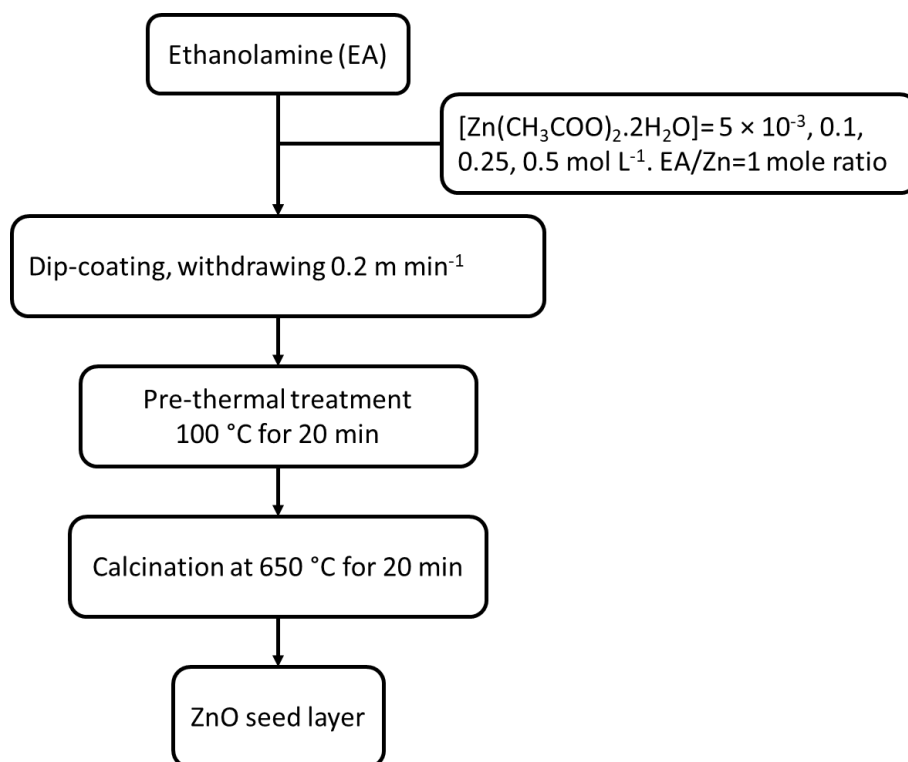 Ethanolamine (EA)
[Zn(CH₃COO)₂.2H₂O]= 5 × 10⁻³, 0.1,
0.25, 0.5 mol L⁻¹. EA/Zn=1 mole ratio
Dip-coating, withdrawing 0.2 m min⁻¹
Pre-thermal treatment
100 °C for 20 min
Calcination at 650 °C for 20 min
ZnO seed layer